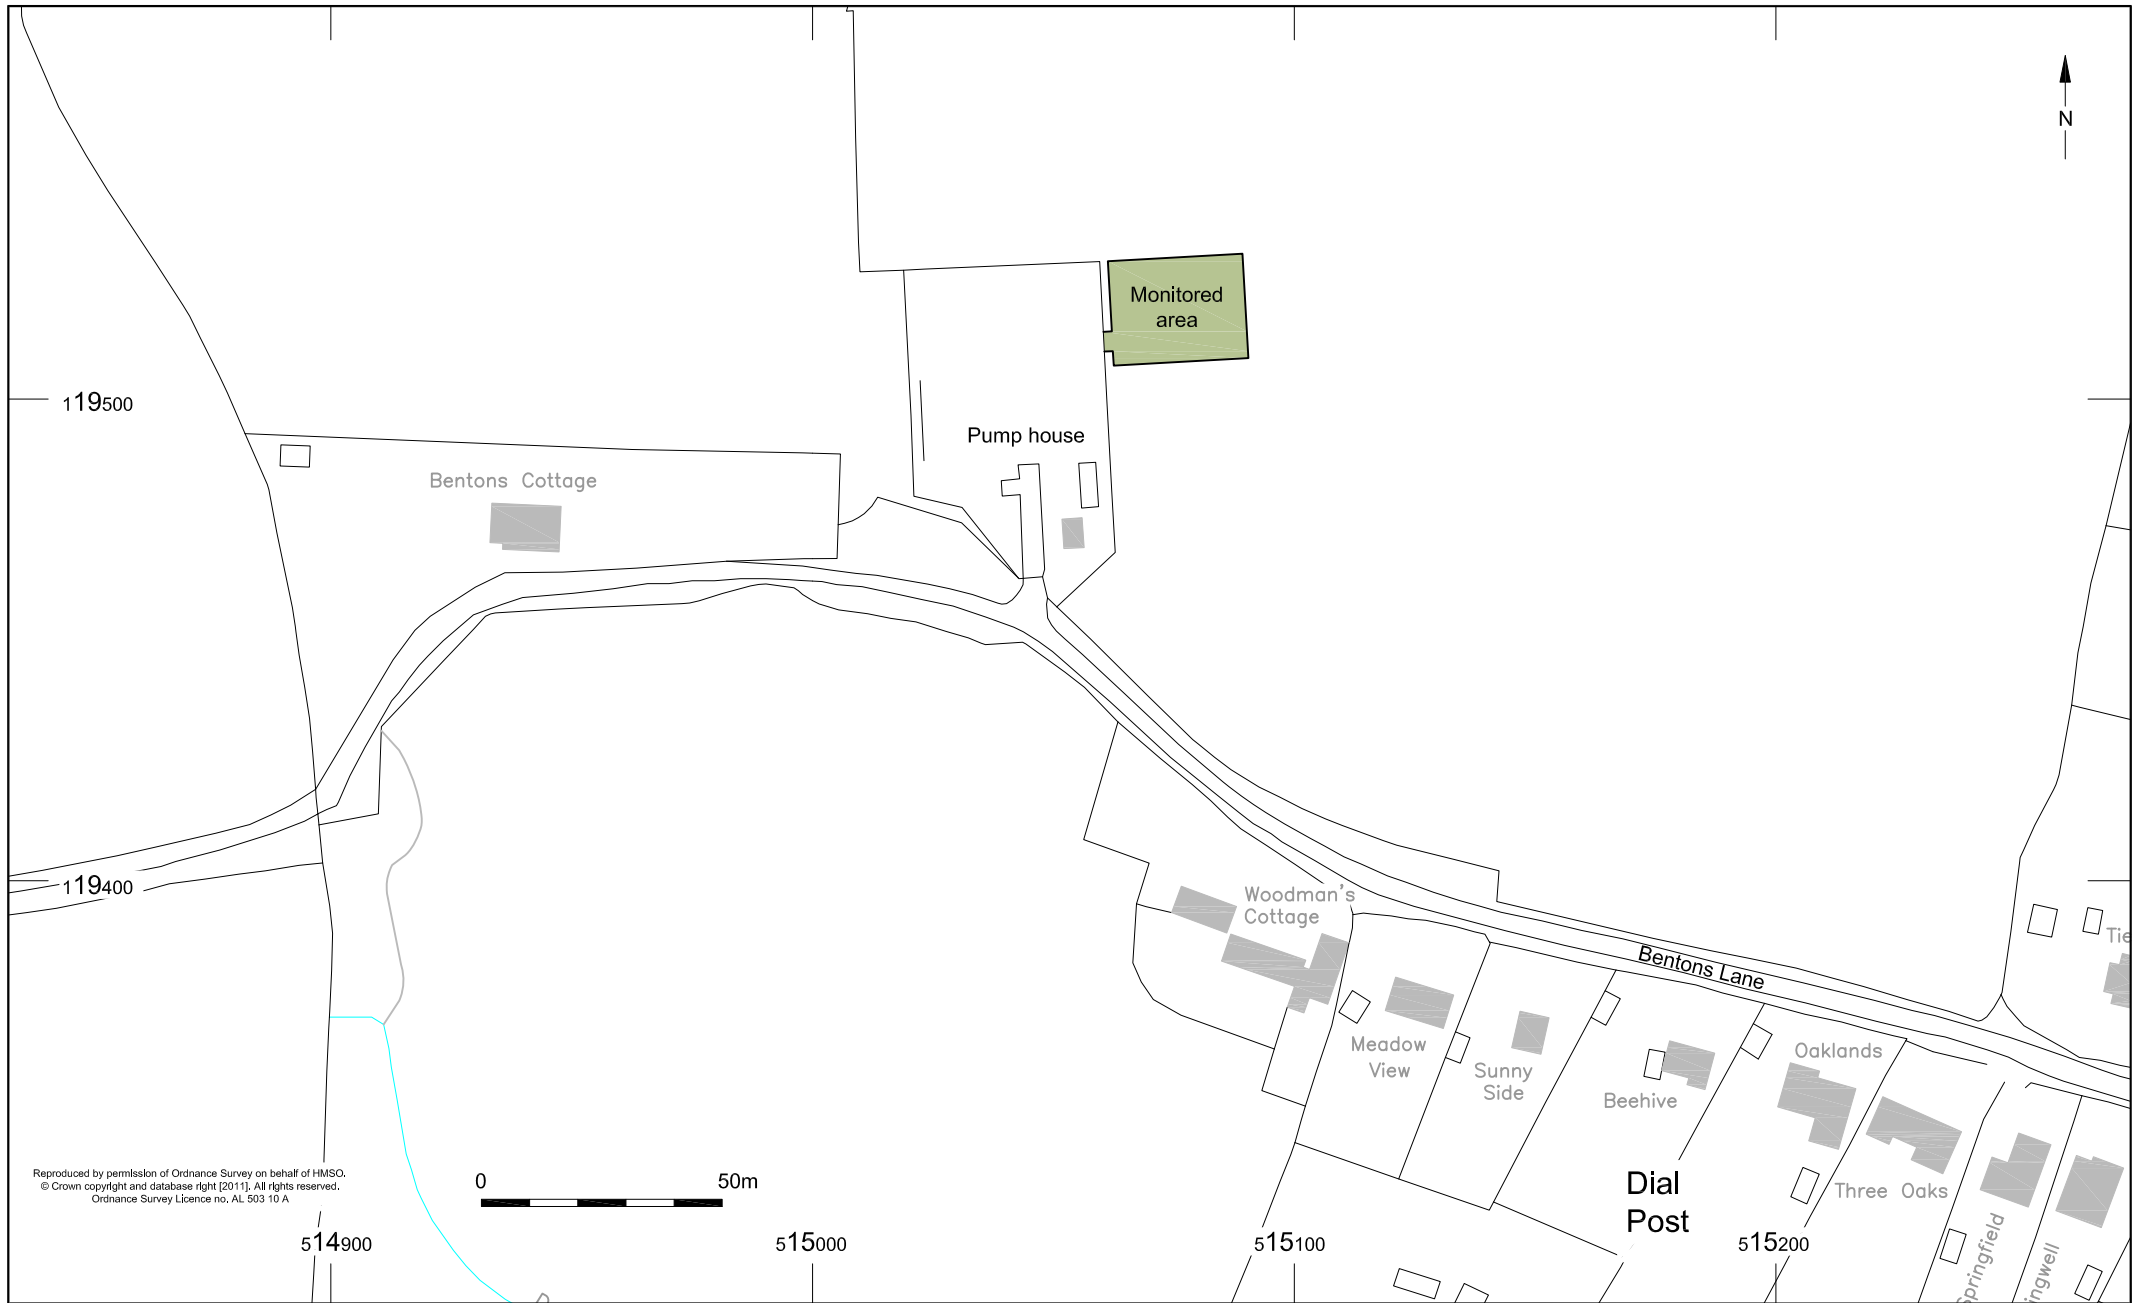 N
Monitored
area
119500
Pump house
Bentons Cottage
119400
Woodman's
Cottage
Bentons Lane
Tie
Meadow
View
Sunny
Side
Beehive
Oaklands
Three Oaks
Dial
Post
Springfield
ingwell
Reproduced by permission of Ordnance Survey on behalf of HMSO.
© Crown copyright and database right [2011]. All rights reserved.
Ordnance Survey Licence no. AL 503 10 A
0 50m
514900 515000 515100 515200